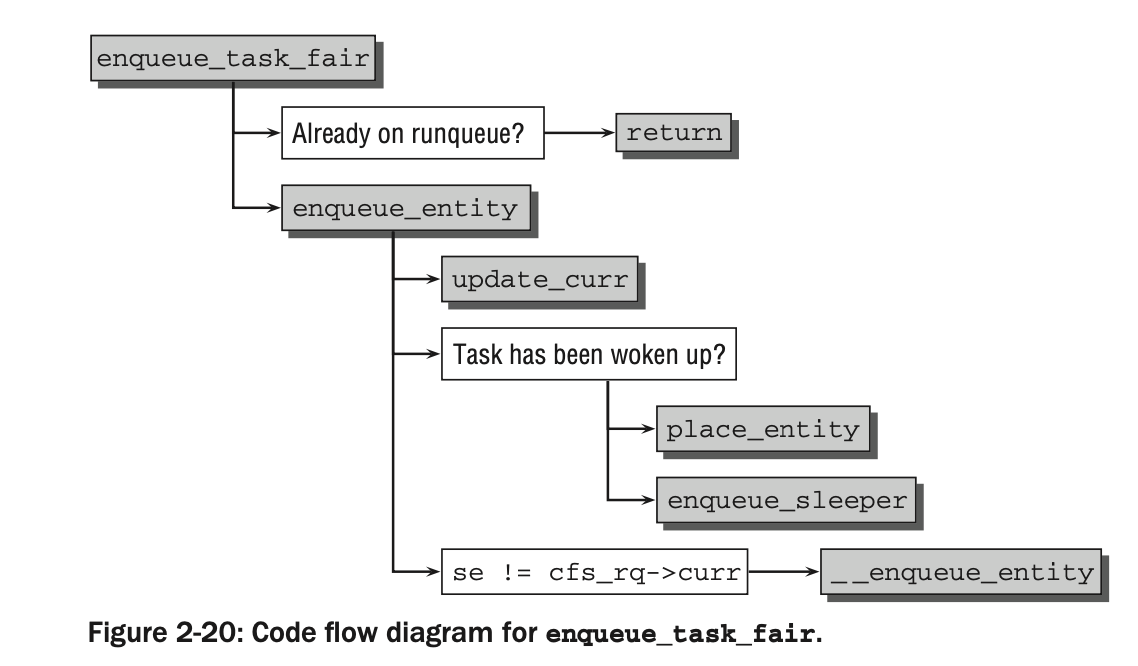 enqueue_task_fair
Already on runqueue?
return
enqueue_entity
update_curr
Task has been woken up?
place_entity
enqueue_sleeper
se != cfs_rq->curr
__enqueue_entity
Figure 2-20: Code flow diagram for enqueue_task_fair.